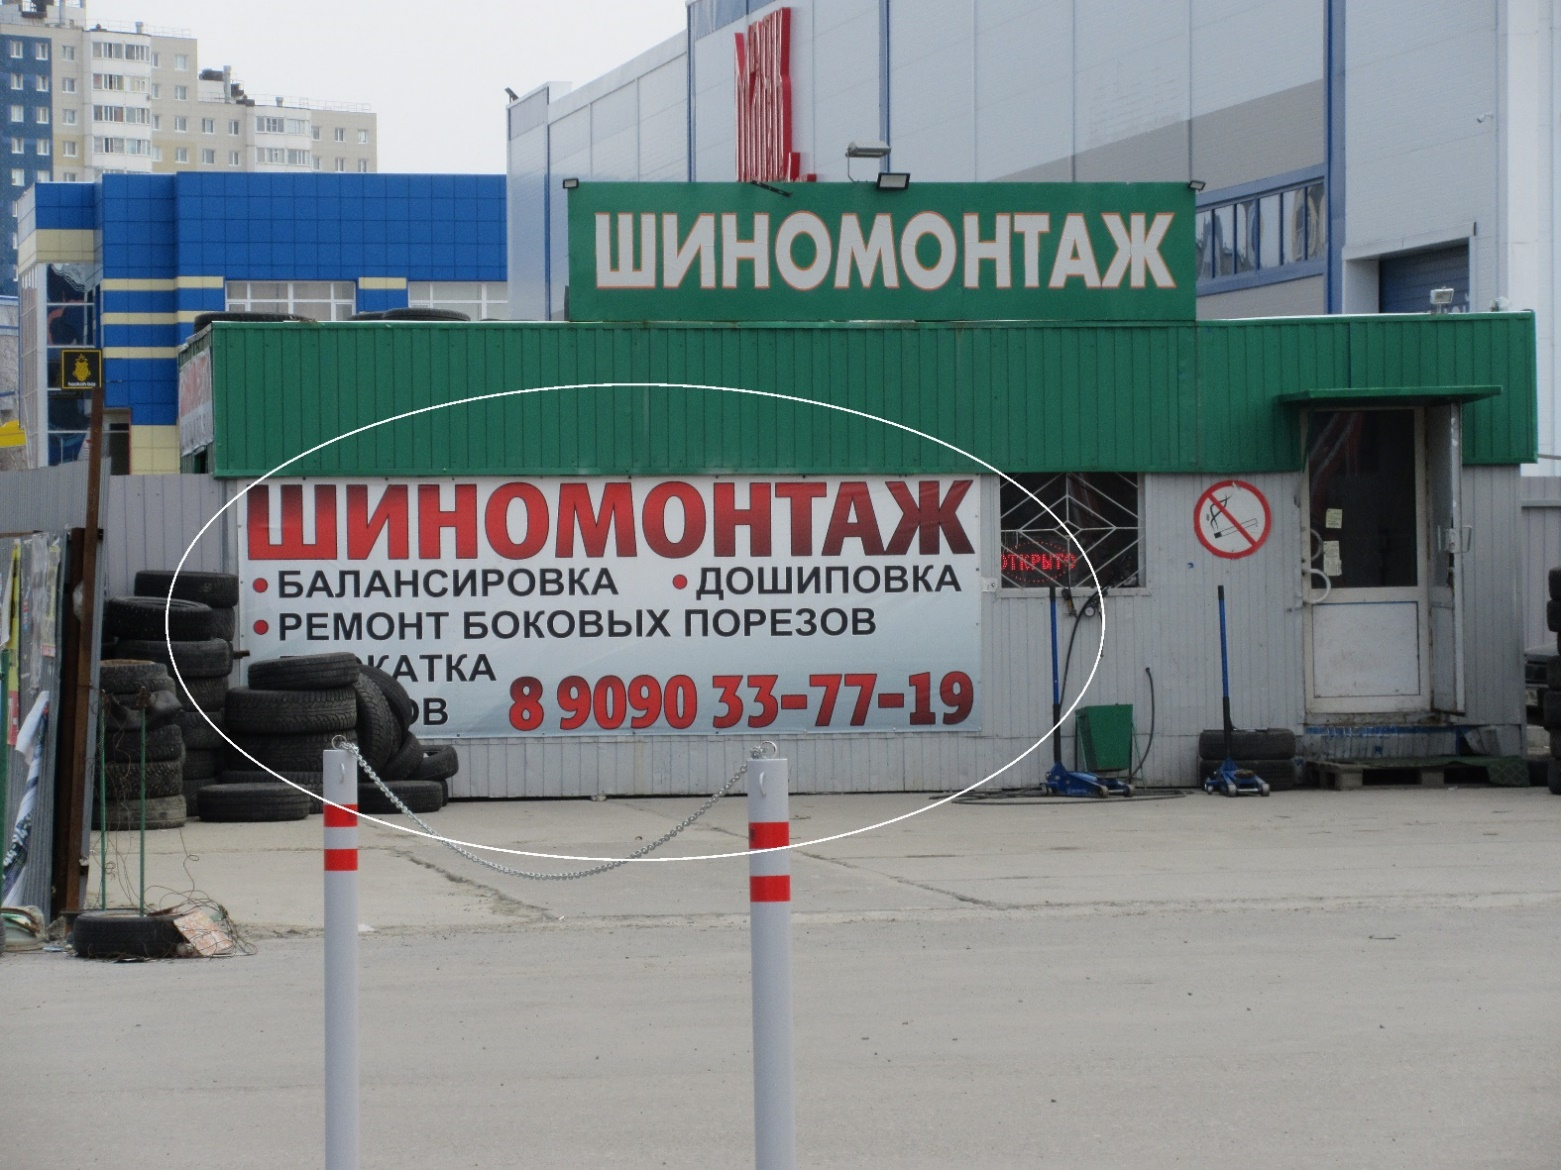 ШИНОМОНТАЖ
ШИНОМОНТАЖ
• БАЛАНСИРОВКА • ДОШИПОВКА
• РЕМОНТ БОКОВЫХ ПОРЕЗОВ
8 9090 33-77-19
ОТКРЫТО